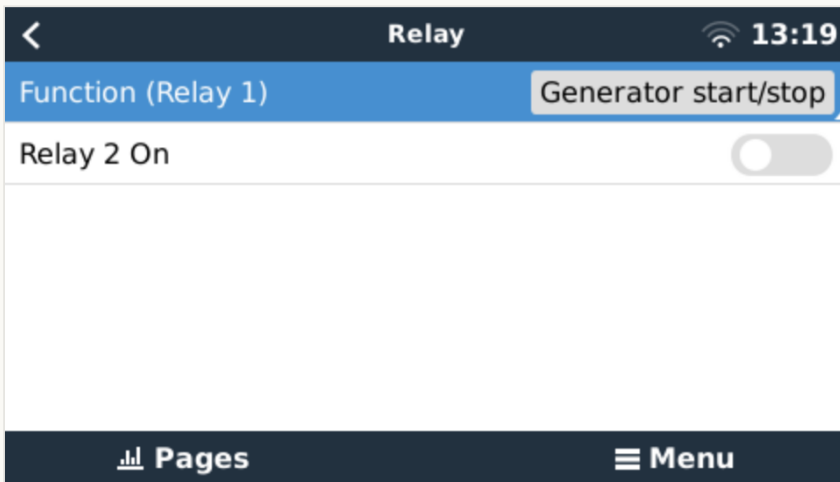 Relay 13:19
Function (Relay 1) Generator start/stop
Relay 2 On
Pages Menu